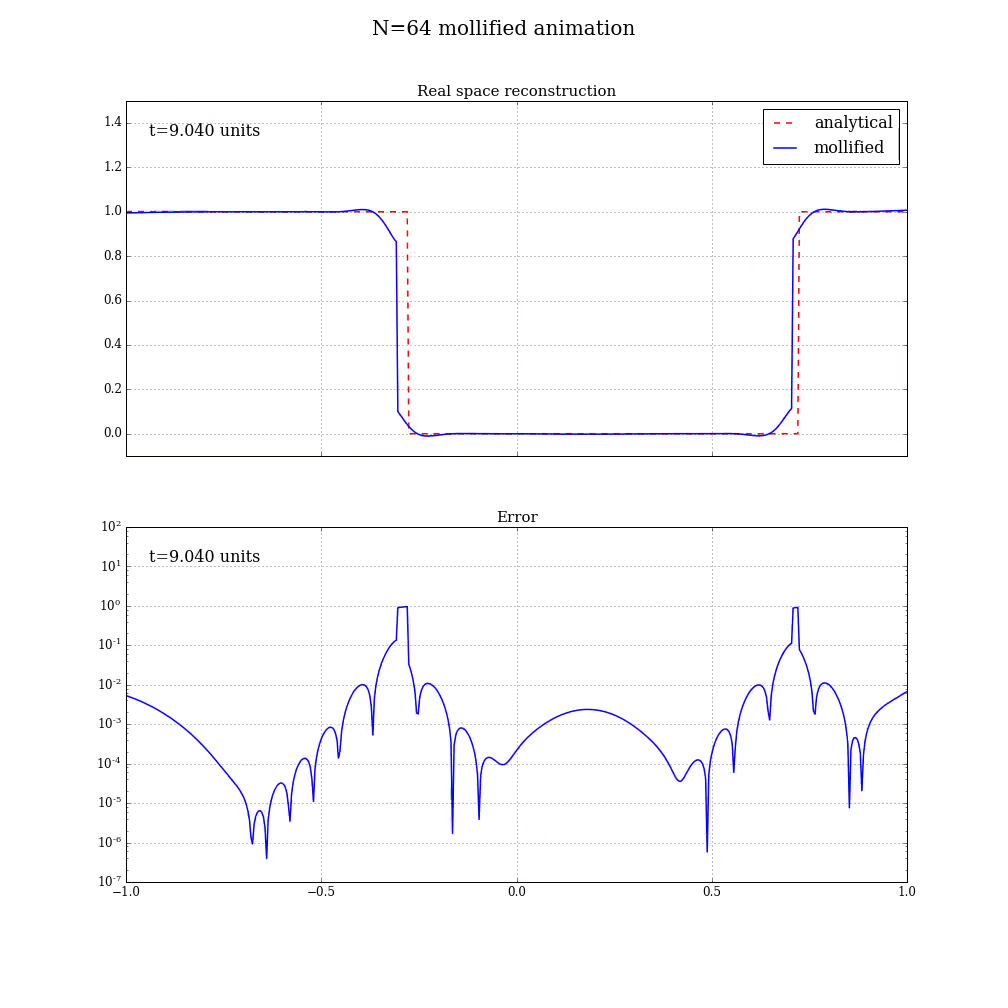 N=64 mollified animation
Real space reconstruction
t=9.040 units
analytical
mollified
1.4
1.2
1.0
0.8
0.6
0.4
0.2
0.0
Error
t=9.040 units
10²
10¹
10⁰
10⁻¹
10⁻²
10⁻³
10⁻⁴
10⁻⁵
10⁻⁶
10⁻⁷
−1.0 −0.5 0.0 0.5 1.0